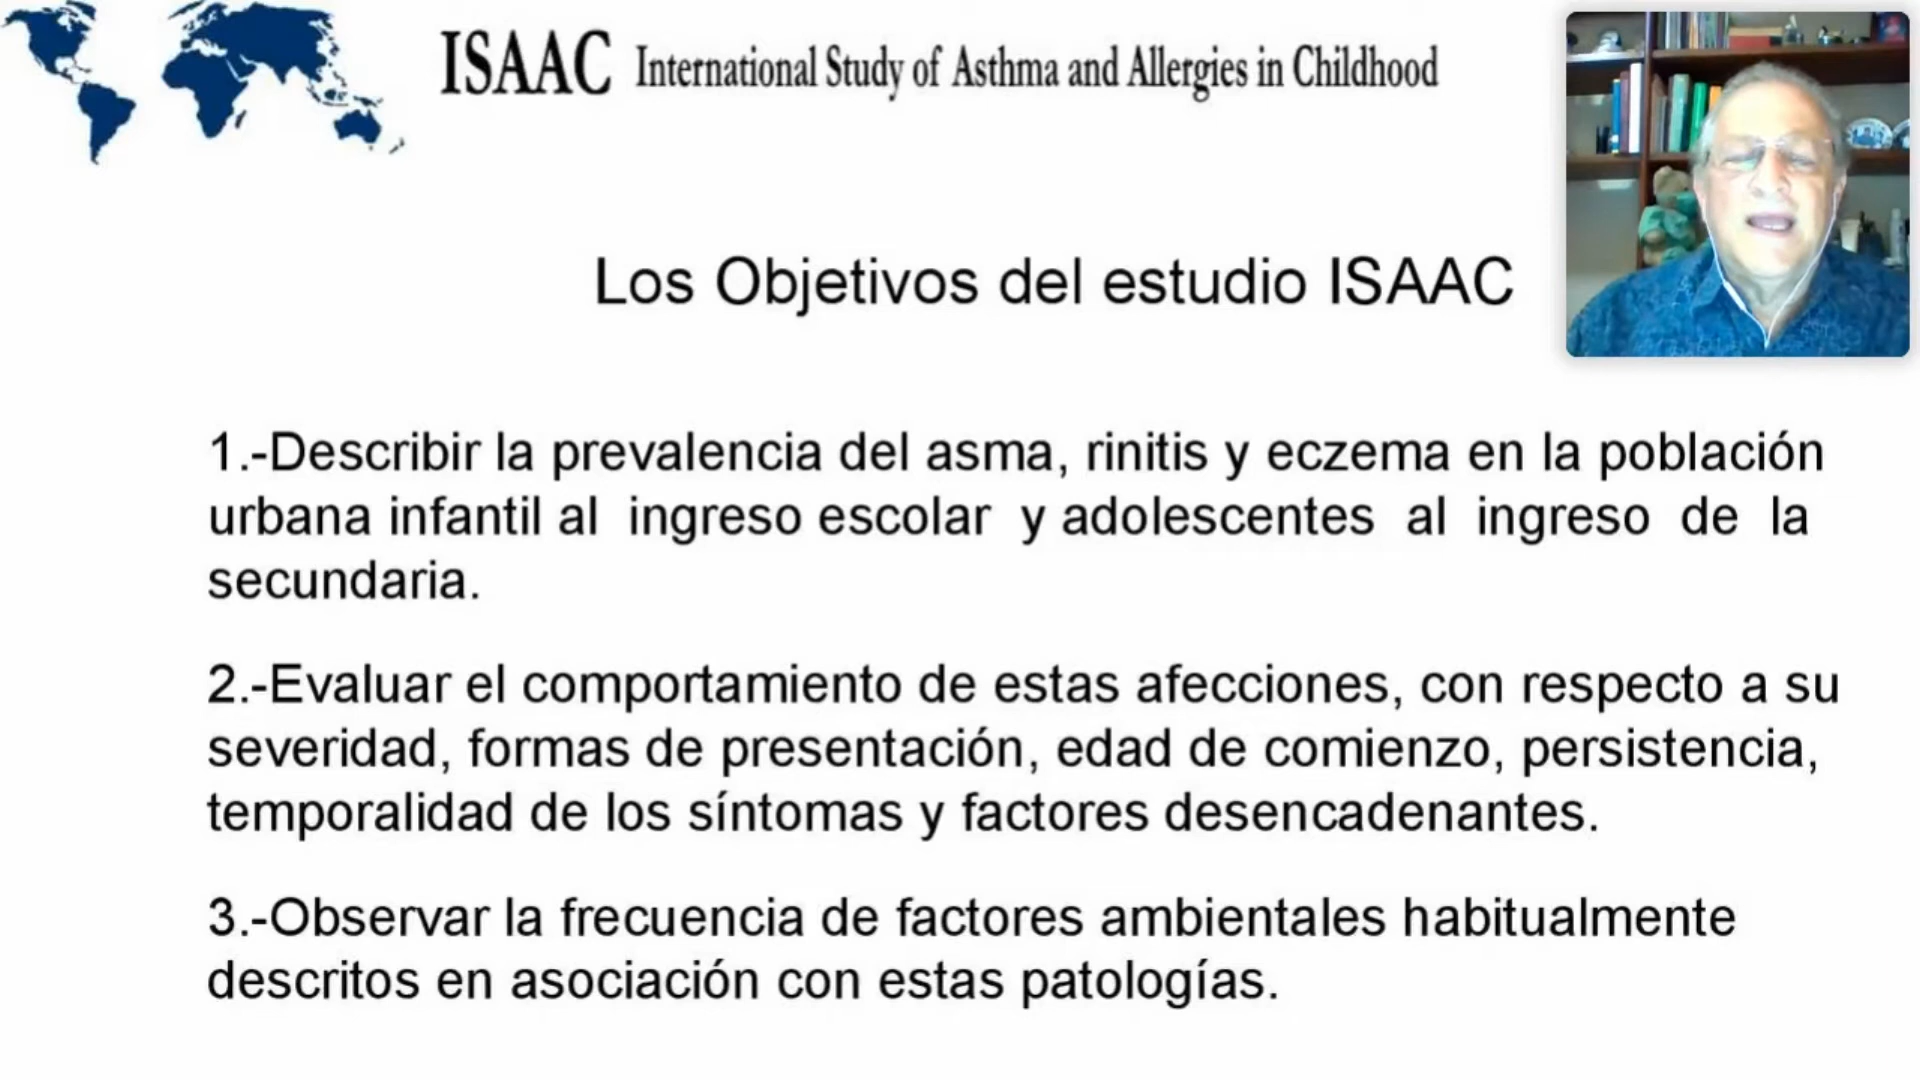 ISAAC International Study of Asthma and Allergies in Childhood
Los Objetivos del estudio ISAAC
1.-Describir la prevalencia del asma, rinitis y eczema en la población
urbana infantil al ingreso escolar y adolescentes al ingreso de la
secundaria.
2.-Evaluar el comportamiento de estas afecciones, con respecto a su
severidad, formas de presentación, edad de comienzo, persistencia,
temporalidad de los síntomas y factores desencadenantes.
3.-Observar la frecuencia de factores ambientales habitualmente
descritos en asociación con estas patologías.